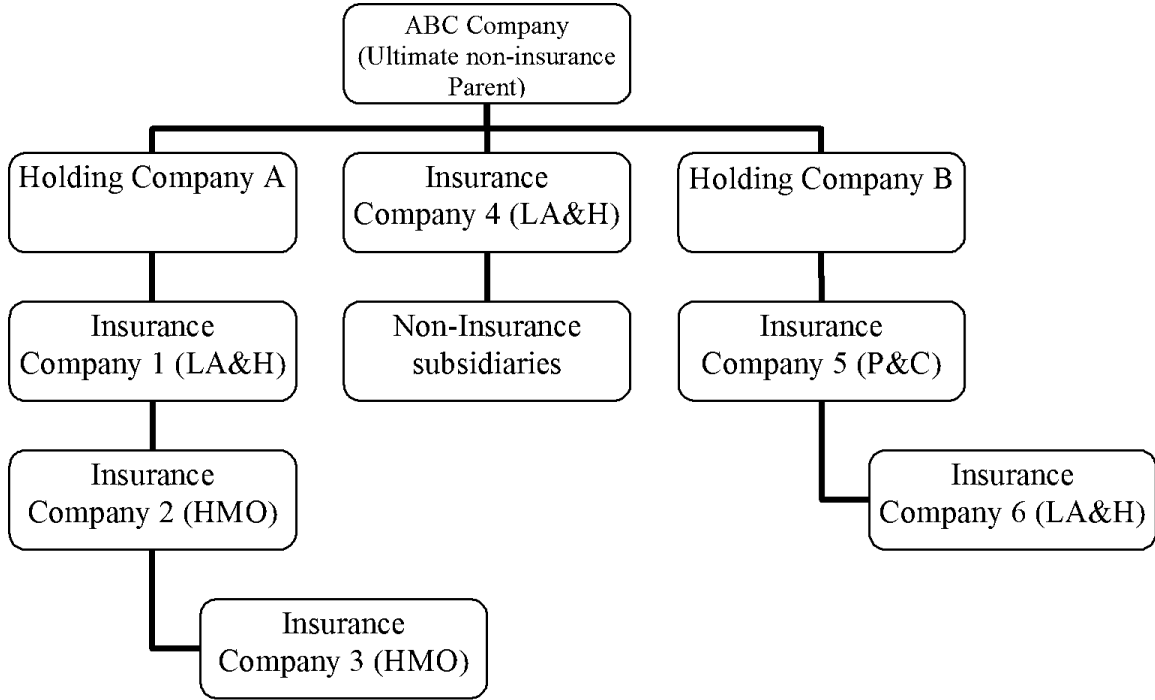 ABC Company
(Ultimate non-insurance
Parent)
Holding Company A
Insurance
Company 4 (LA&H)
Holding Company B
Insurance
Company 1 (LA&H)
Non-Insurance
subsidiaries
Insurance
Company 5 (P&C)
Insurance
Company 2 (HMO)
Insurance
Company 6 (LA&H)
Insurance
Company 3 (HMO)